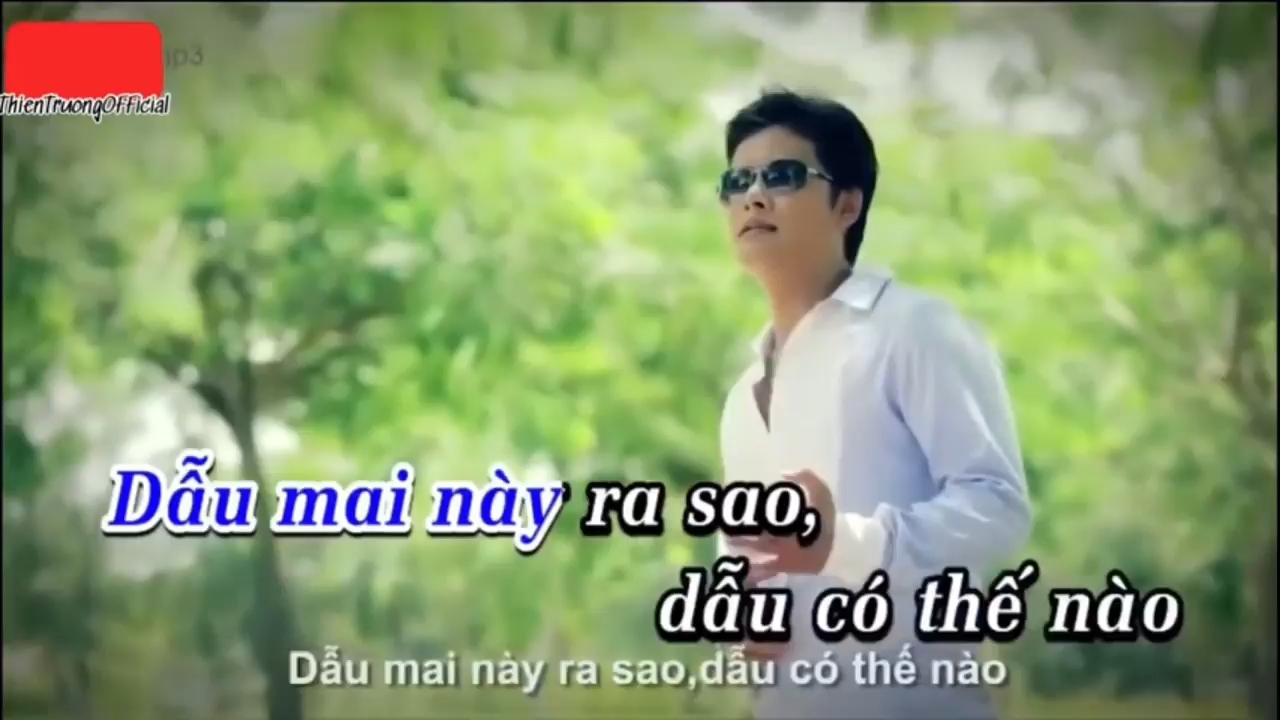 mp3
ThienTruongOFFicial
Dẫu mai này ra sao,
dẫu có thế nào
Dẫu mai này ra sao,dẫu có thế nào